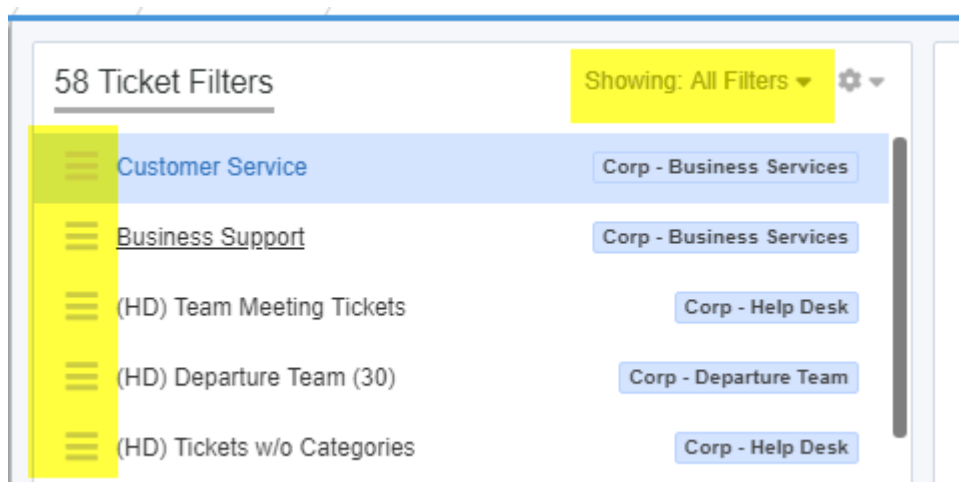 58 Ticket Filters
Showing: All Filters
Customer Service
Corp - Business Services
Business Support
Corp - Business Services
(HD) Team Meeting Tickets
Corp - Help Desk
(HD) Departure Team (30)
Corp - Departure Team
(HD) Tickets w/o Categories
Corp - Help Desk